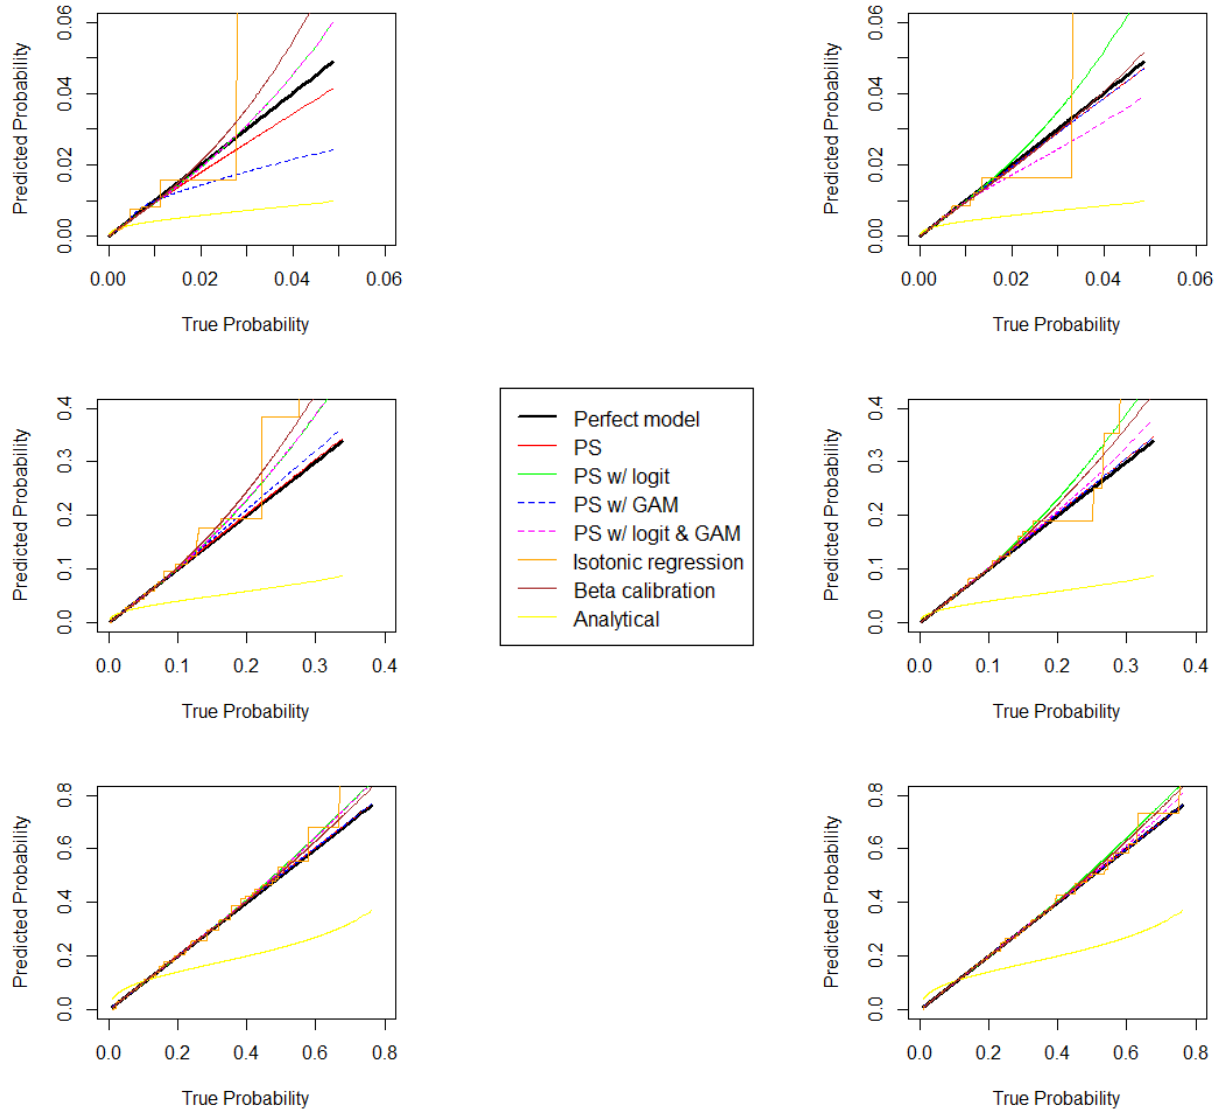 Predicted Probability
0.00 0.02 0.04 0.06
0.00 0.02 0.04 0.06
True Probability
Predicted Probability
0.00 0.02 0.04 0.06
0.00 0.02 0.04 0.06
True Probability
Predicted Probability
0.0 0.1 0.2 0.3 0.4
0.0 0.1 0.2 0.3 0.4
True Probability
Perfect model
PS
PS w/ logit
PS w/ GAM
PS w/ logit & GAM
Isotonic regression
Beta calibration
Analytical
Predicted Probability
0.0 0.1 0.2 0.3 0.4
0.0 0.1 0.2 0.3 0.4
True Probability
Predicted Probability
0.0 0.2 0.4 0.6 0.8
0.0 0.2 0.4 0.6 0.8
True Probability
Predicted Probability
0.0 0.2 0.4 0.6 0.8
0.0 0.2 0.4 0.6 0.8
True Probability